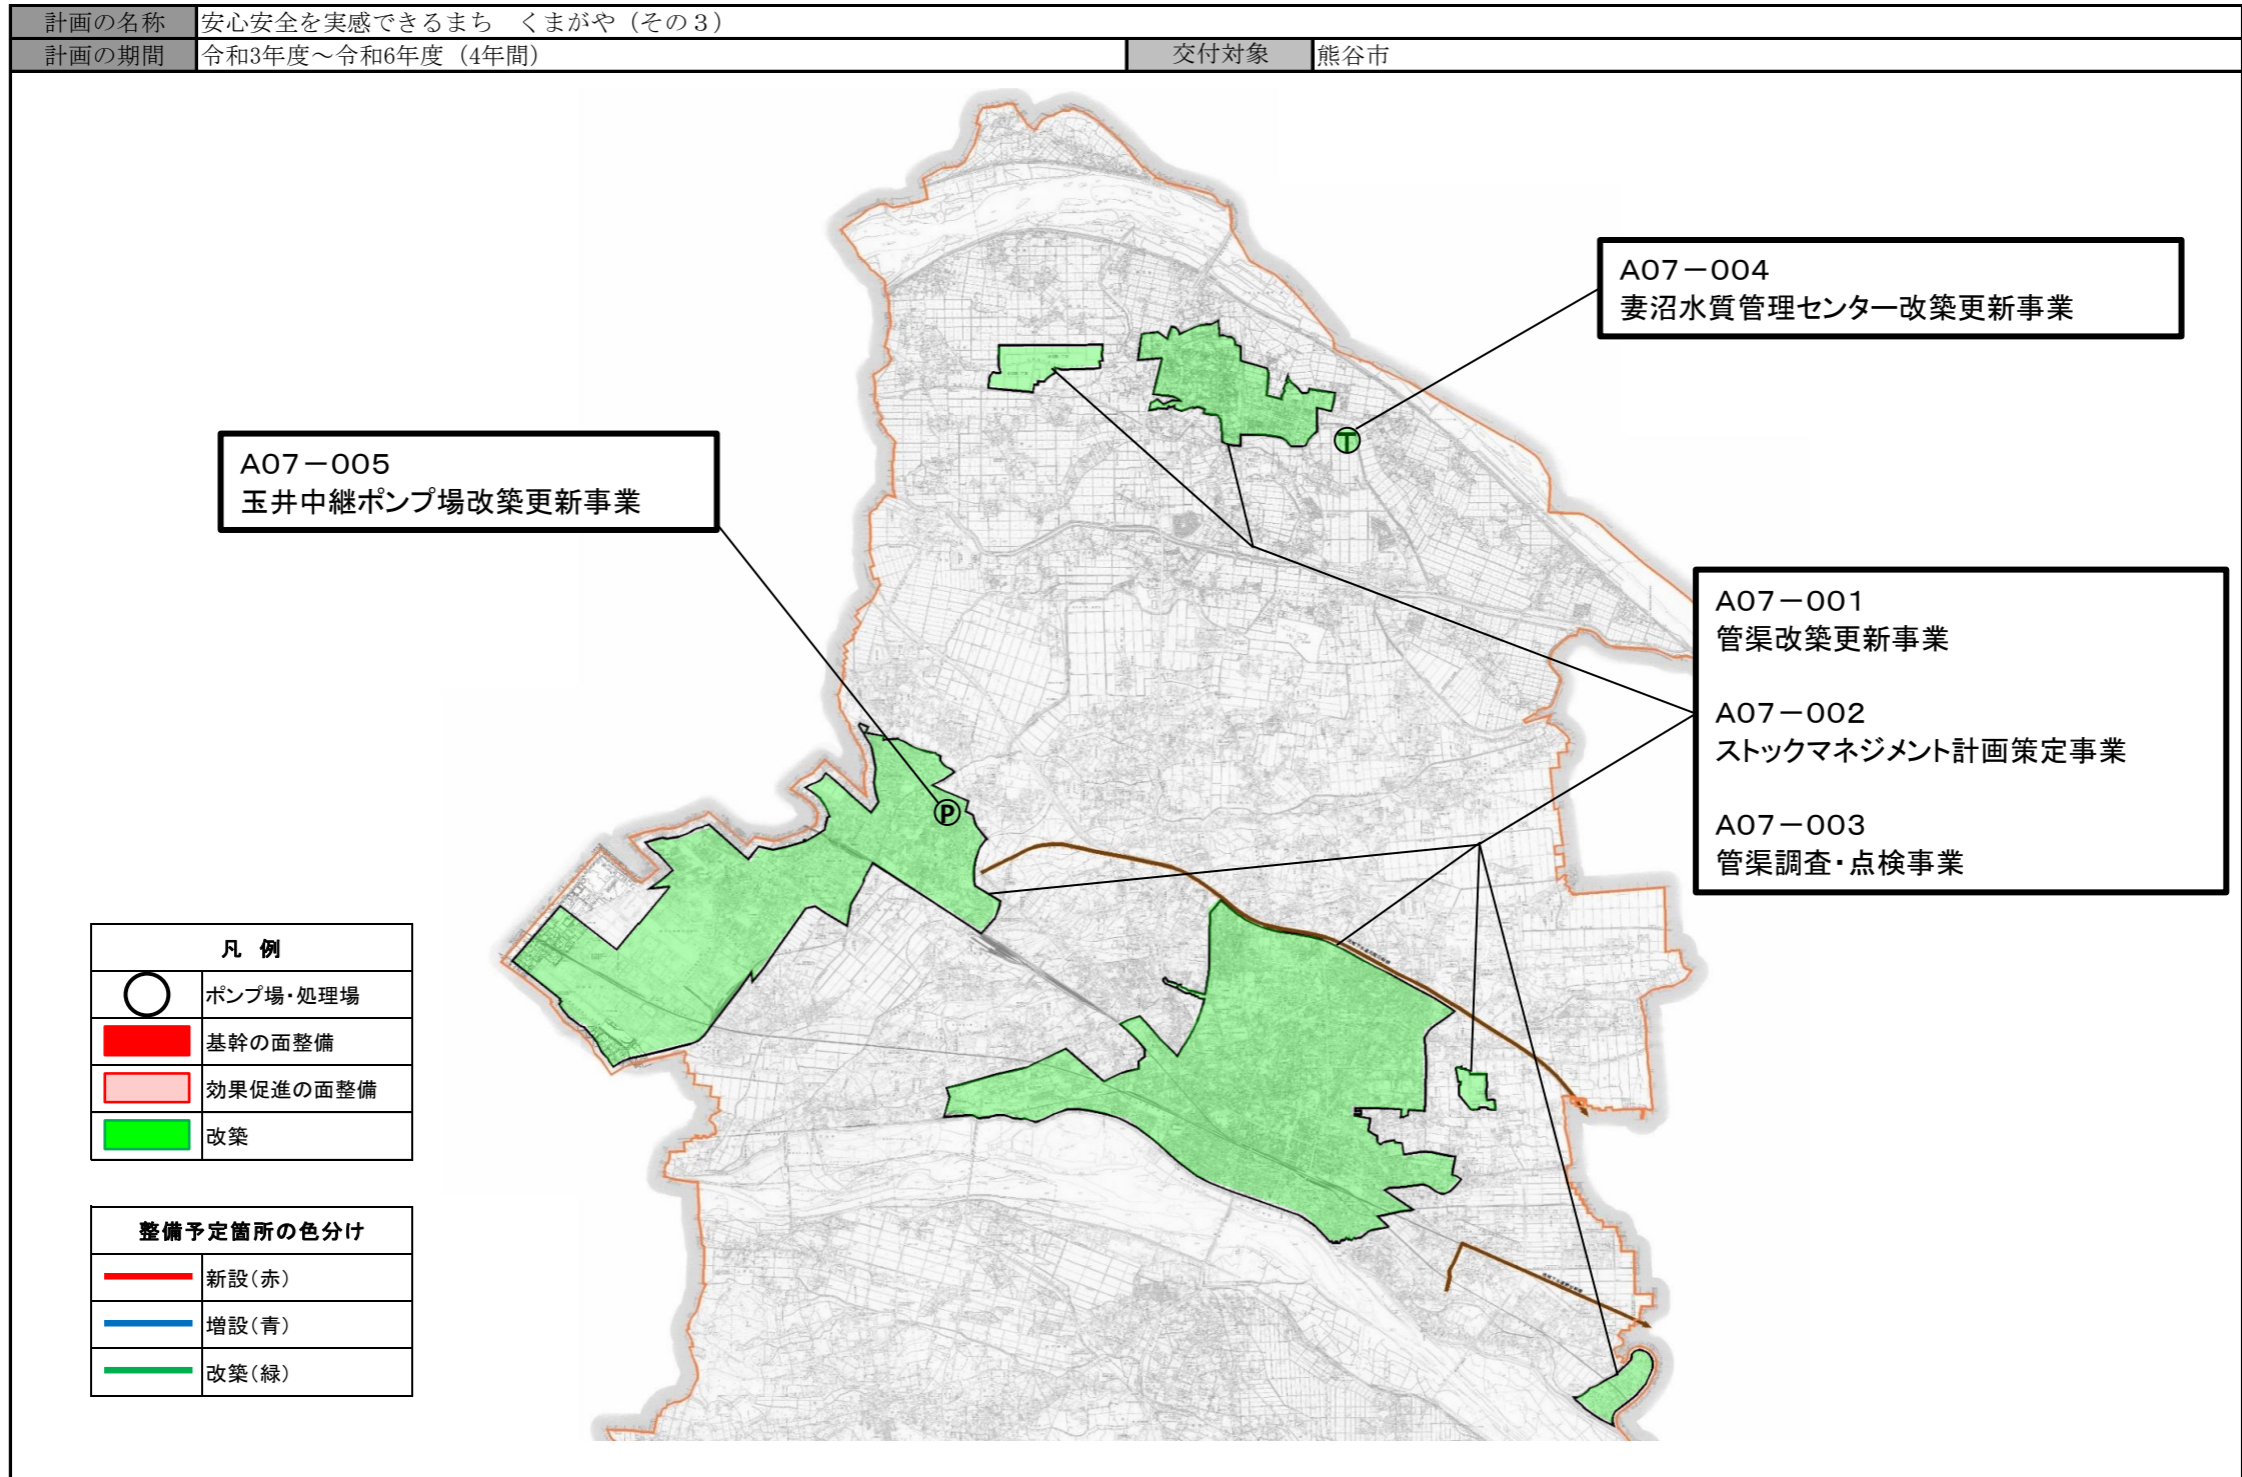 計画の名称 安心安全を実感できるまち　くまがや（その３）
計画の期間 令和3年度～令和6年度（4年間） 交付対象 熊谷市
A07－004
妻沼水質管理センター改築更新事業
T
A07－005
玉井中継ポンプ場改築更新事業
P
A07－001
管渠改築更新事業
A07－002
ストックマネジメント計画策定事業
A07－003
管渠調査・点検事業
凡 例
ポンプ場・処理場
基幹の面整備
効果促進の面整備
改築
整備予定箇所の色分け
新設（赤）
増設（青）
改築（緑）